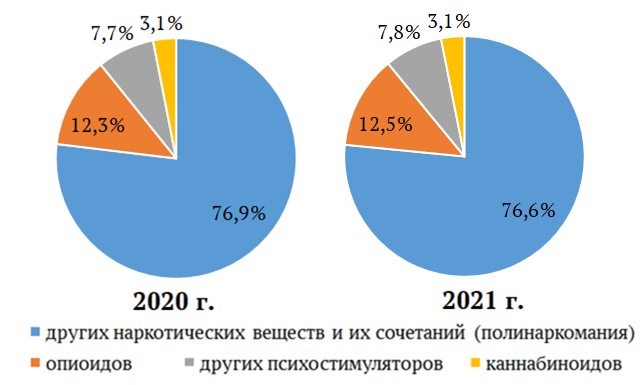 7,7% 3,1%
12,3%
76,9%
2020 г.
7,8% 3,1%
12,5%
76,6%
2021 г.
других наркотических веществ и их сочетаний (полинаркомания)
опиоидов других психостимуляторов каннабиноидов